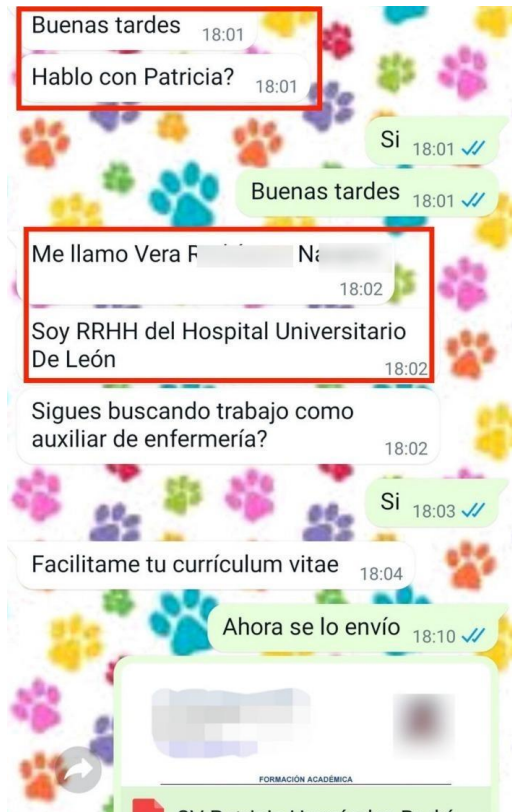 Buenas tardes 18:01
Hablo con Patricia? 18:01
Si 18:01
Buenas tardes 18:01
Me llamo Vera
18:02
Soy RRHH del Hospital Universitario
De León 18:02
Sigues buscando trabajo como
auxiliar de enfermería? 18:02
Si 18:03
Facilitame tu currículum vitae 18:04
Ahora se lo envío 18:10
FORMACIÓN ACADÉMICA